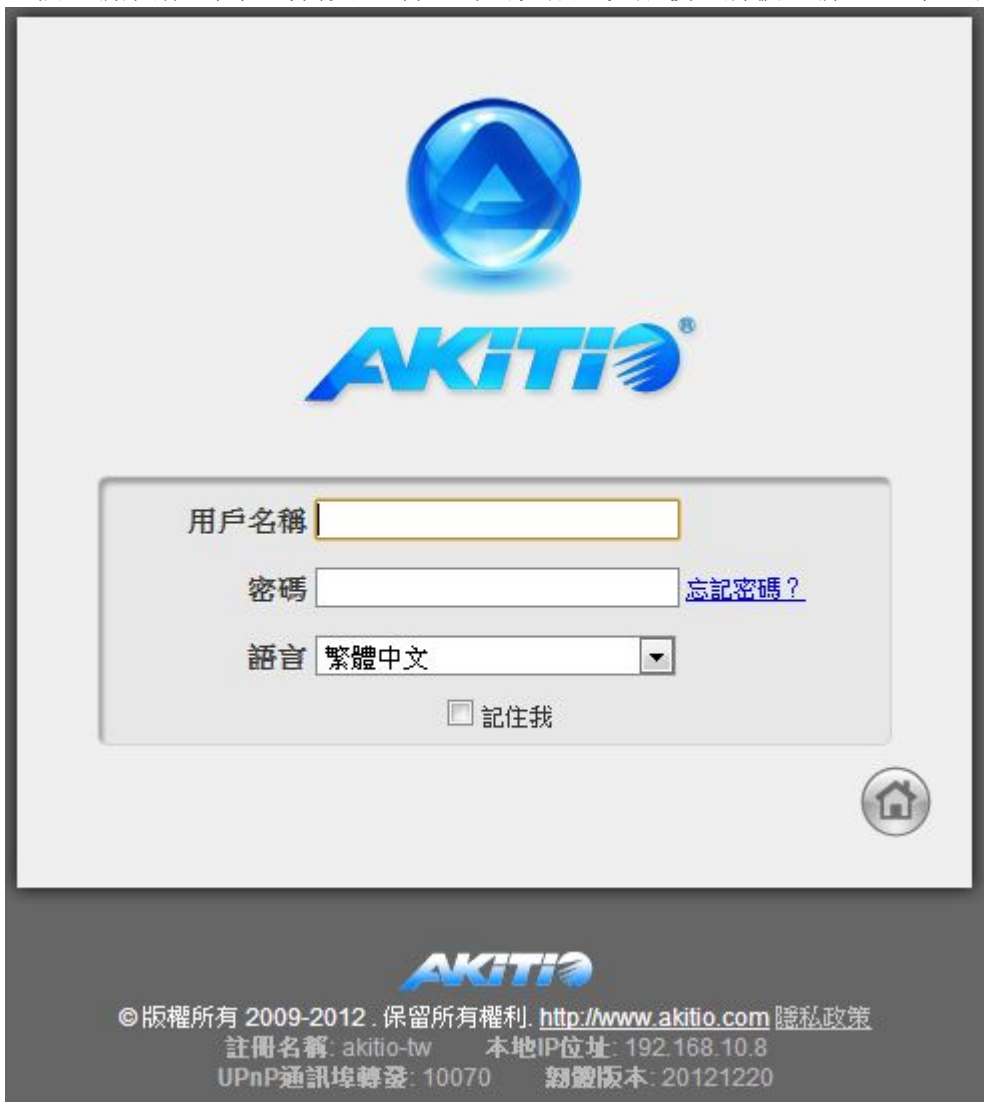 AKiTiO®
用戶名稱
密碼 忘記密碼？
語言 繁體中文
記住我
AKiTiO
©版權所有 2009-2012 . 保留所有權利. http://www.akitio.com 隱私政策
註冊名稱: akitio-tw 本地IP位址: 192.168.10.8
UPnP通訊埠轉發: 10070 韌體版本: 20121220